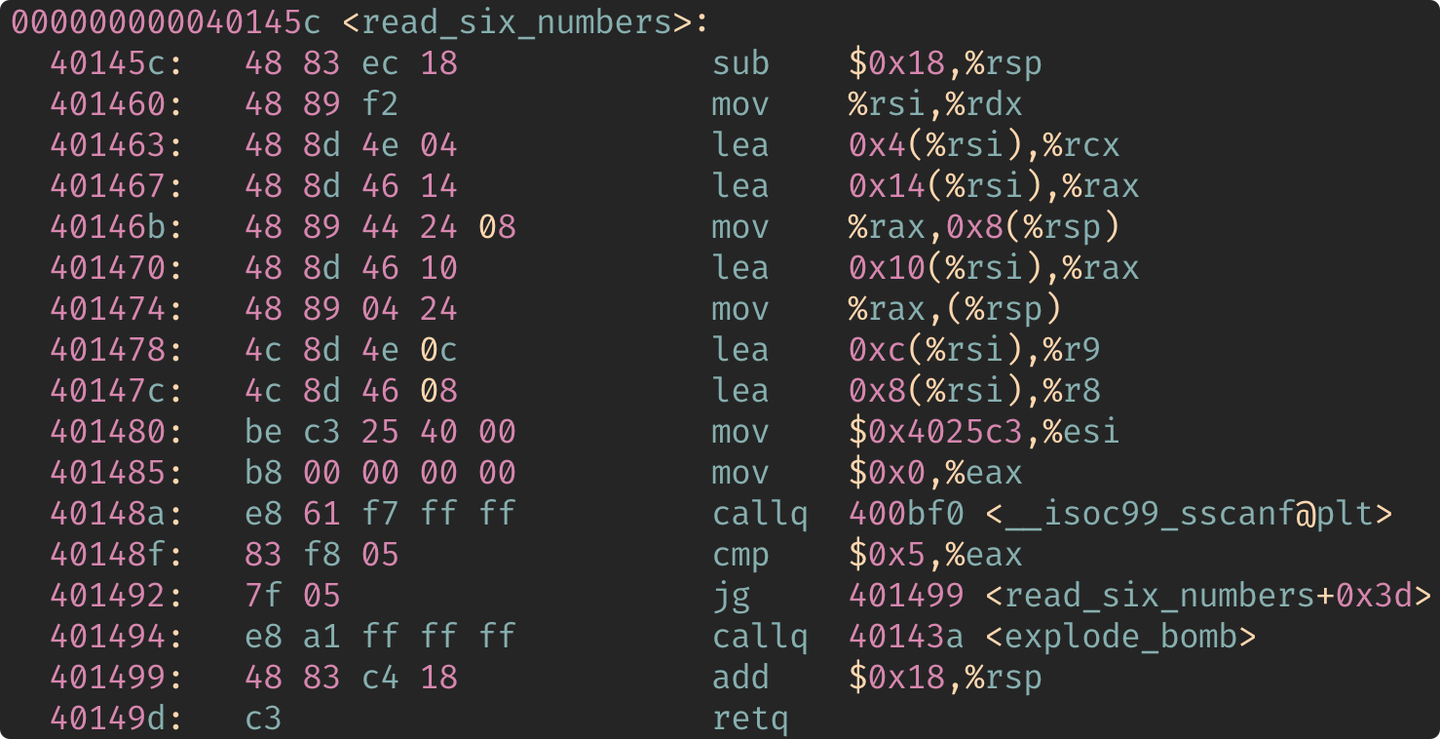 000000000040145c <read_six_numbers>:
  40145c:   48 83 ec 18             sub    $0x18,%rsp
  401460:   48 89 f2                mov    %rsi,%rdx
  401463:   48 8d 4e 04             lea    0x4(%rsi),%rcx
  401467:   48 8d 46 14             lea    0x14(%rsi),%rax
  40146b:   48 89 44 24 08          mov    %rax,0x8(%rsp)
  401470:   48 8d 46 10             lea    0x10(%rsi),%rax
  401474:   48 89 04 24             mov    %rax,(%rsp)
  401478:   4c 8d 4e 0c             lea    0xc(%rsi),%r9
  40147c:   4c 8d 46 08             lea    0x8(%rsi),%r8
  401480:   be c3 25 40 00          mov    $0x4025c3,%esi
  401485:   b8 00 00 00 00          mov    $0x0,%eax
  40148a:   e8 61 f7 ff ff          callq  400bf0 <__isoc99_sscanf@plt>
  40148f:   83 f8 05                cmp    $0x5,%eax
  401492:   7f 05                   jg     401499 <read_six_numbers+0x3d>
  401494:   e8 a1 ff ff ff          callq  40143a <explode_bomb>
  401499:   48 83 c4 18             add    $0x18,%rsp
  40149d:   c3                      retq